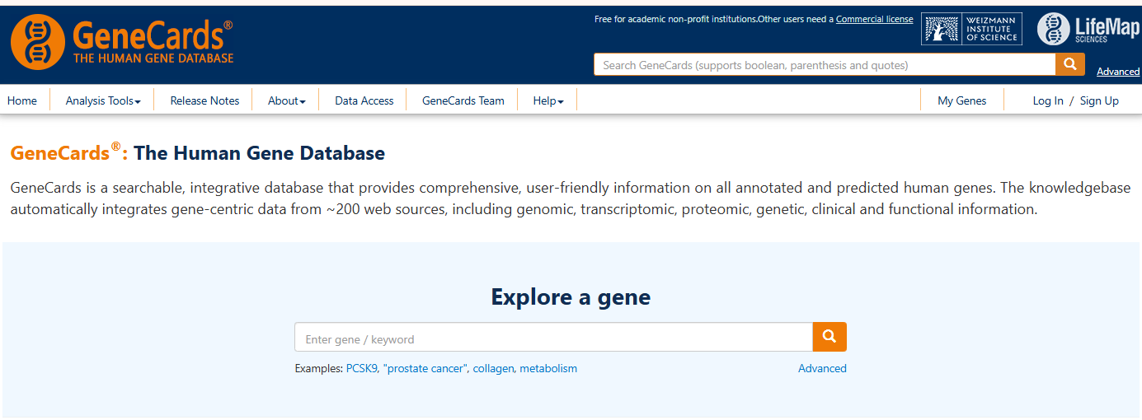 GeneCards®
THE HUMAN GENE DATABASE
Free for academic non-profit institutions.Other users need a Commercial license
WEIZMANN
INSTITUTE
OF SCIENCE
LifeMap
SCIENCES
Search GeneCards (supports boolean, parenthesis and quotes)
Advanced
Home Analysis Tools Release Notes About Data Access GeneCards Team Help My Genes Log In / Sign Up
GeneCards®: The Human Gene Database
GeneCards is a searchable, integrative database that provides comprehensive, user-friendly information on all annotated and predicted human genes. The knowledgebase
automatically integrates gene-centric data from ~200 web sources, including genomic, transcriptomic, proteomic, genetic, clinical and functional information.
Explore a gene
Enter gene / keyword
Examples: PCSK9, "prostate cancer", collagen, metabolism Advanced